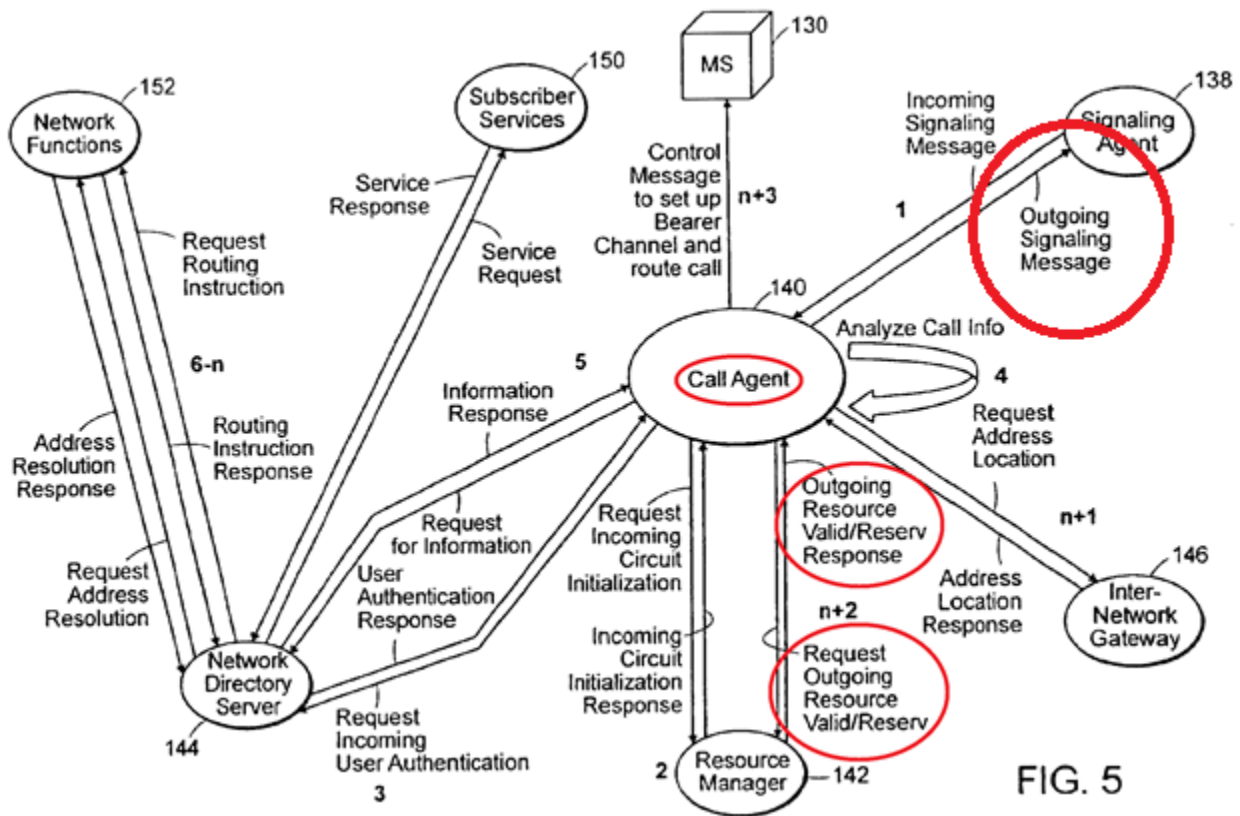 152
Network
Functions
150
Subscriber
Services
130
MS
138
Signaling
Agent
Incoming
Signaling
Message
Outgoing
Signaling
Message
1
Control
Message
to set up
Bearer
Channel and
route call
n+3
Service
Response
Service
Request
Request
Routing
Instruction
6-n
Address
Resolution
Response
Routing
Instruction
Response
Request
Address
Resolution
140
Call Agent
Analyze Call Info
4
5
Information
Response
Request
for Information
User
Authentication
Response
Request
Incoming
User Authentication
3
Network
Directory
Server
144
Request
Incoming
Circuit
Initialization
Incoming
Circuit
Initialization
Response
Outgoing
Resource
Valid/Reserv
Response
n+2
Request
Outgoing
Resource
Valid/Reserv
Request
Address
Location
n+1
Address
Location
Response
146
Inter-
Network
Gateway
2
Resource
Manager
142
FIG. 5